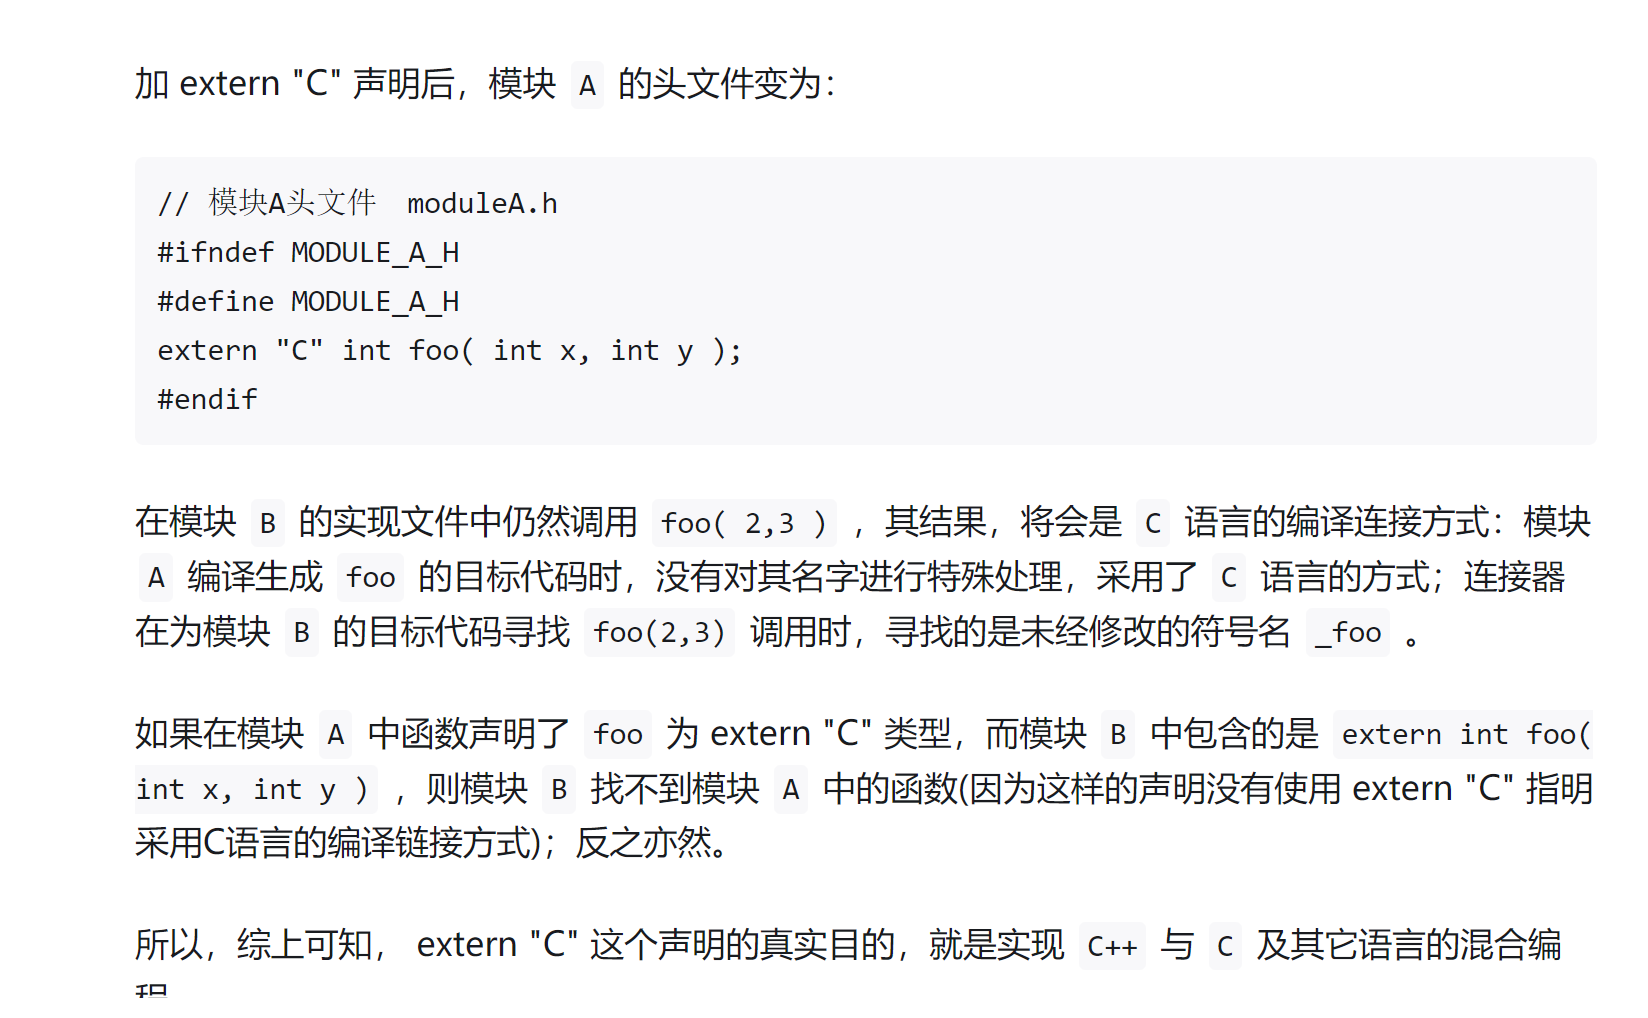 加 extern "C" 声明后，模块 A 的头文件变为：
// 模块A头文件  moduleA.h
#ifndef MODULE_A_H
#define MODULE_A_H
extern "C" int foo( int x, int y );
#endif
在模块 B 的实现文件中仍然调用 foo( 2,3 ) ，其结果，将会是 C 语言的编译连接方式：模块
A 编译生成 foo 的目标代码时，没有对其名字进行特殊处理，采用了 C 语言的方式；连接器
在为模块 B 的目标代码寻找 foo(2,3) 调用时，寻找的是未经修改的符号名 _foo 。
如果在模块 A 中函数声明了 foo 为 extern "C" 类型，而模块 B 中包含的是 extern int foo(
int x, int y ) ，则模块 B 找不到模块 A 中的函数(因为这样的声明没有使用 extern "C" 指明
采用C语言的编译链接方式)；反之亦然。
所以，综上可知， extern "C" 这个声明的真实目的，就是实现 C++ 与 C 及其它语言的混合编